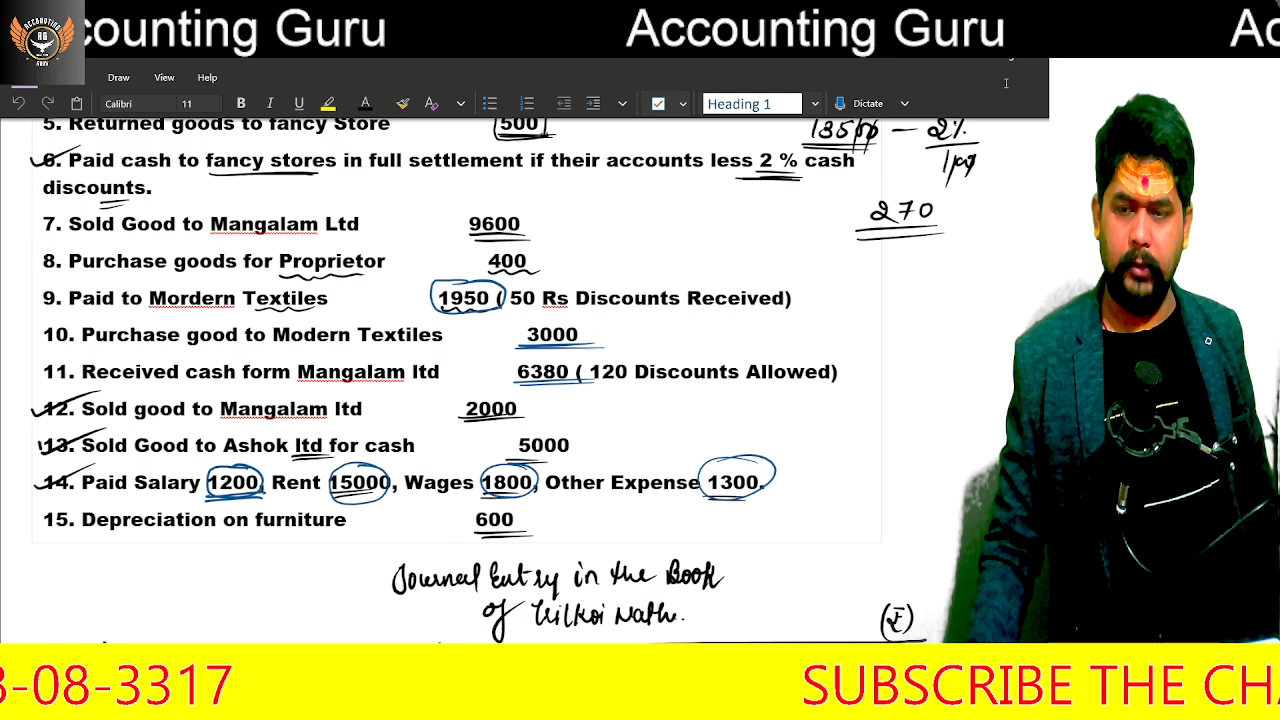 counting Guru Accounting Guru Ac
ACCOUNTING
AG
GURU
Draw View Help
Calibri 11 B I U A Heading 1 Dictate
5. Returned goods to fancy Store 500
13500 - 2%
6. Paid cash to fancy stores in full settlement if their accounts less 2 % cash
discounts.
270
7. Sold Good to Mangalam Ltd 9600
8. Purchase goods for Proprietor 400
9. Paid to Mordern Textiles 1950 ( 50 Rs Discounts Received)
10. Purchase good to Modern Textiles 3000
11. Received cash form Mangalam ltd 6380 ( 120 Discounts Allowed)
12. Sold good to Mangalam ltd 2000
13. Sold Good to Ashok ltd for cash 5000
14. Paid Salary 1200, Rent 15000, Wages 1800, Other Expense 1300.
15. Depreciation on furniture 600
Journal Entry in the Book
of Nath.
(₹)
3-08-3317 SUBSCRIBE THE CHA